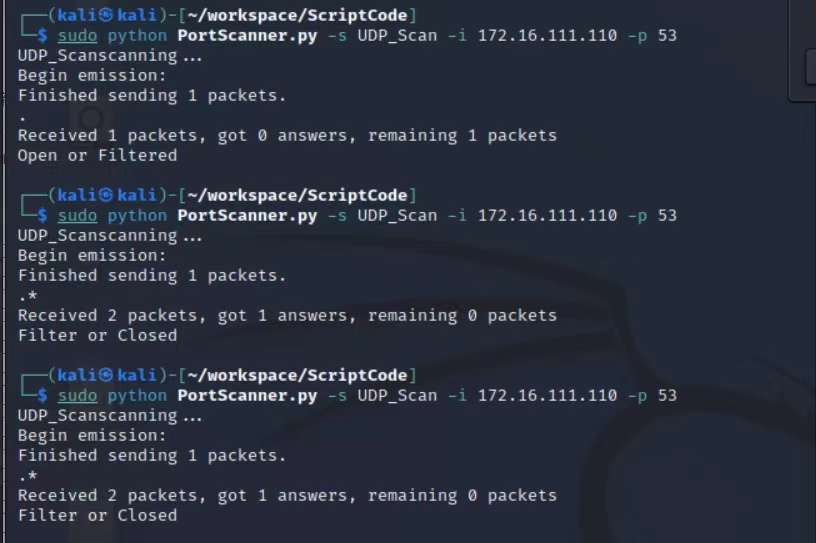 ┌──(kali㉿kali)-[~/workspace/ScriptCode]
└─$ sudo python PortScanner.py -s UDP_Scan -i 172.16.111.110 -p 53
UDP_Scanscanning...
Begin emission:
Finished sending 1 packets.
.
Received 1 packets, got 0 answers, remaining 1 packets
Open or Filtered
┌──(kali㉿kali)-[~/workspace/ScriptCode]
└─$ sudo python PortScanner.py -s UDP_Scan -i 172.16.111.110 -p 53
UDP_Scanscanning...
Begin emission:
Finished sending 1 packets.
.*
Received 2 packets, got 1 answers, remaining 0 packets
Filter or Closed
┌──(kali㉿kali)-[~/workspace/ScriptCode]
└─$ sudo python PortScanner.py -s UDP_Scan -i 172.16.111.110 -p 53
UDP_Scanscanning...
Begin emission:
Finished sending 1 packets.
.*
Received 2 packets, got 1 answers, remaining 0 packets
Filter or Closed